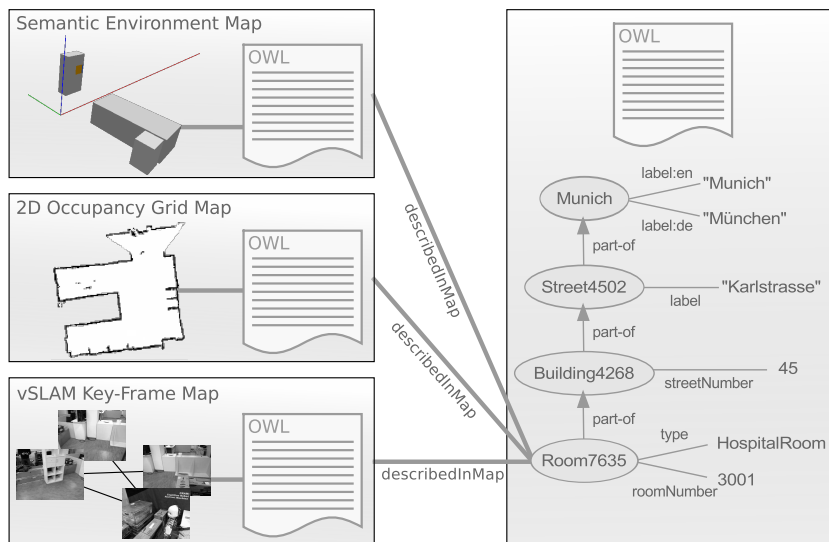 Semantic Environment Map
OWL
2D Occupancy Grid Map
OWL
vSLAM Key-Frame Map
OWL
describedInMap
describedInMap
describedInMap
OWL
Munich
label:en
"Munich"
label:de
"München"
part-of
Street4502
label
"Karlstrasse"
part-of
Building4268
streetNumber
45
part-of
Room7635
type
HospitalRoom
roomNumber
3001